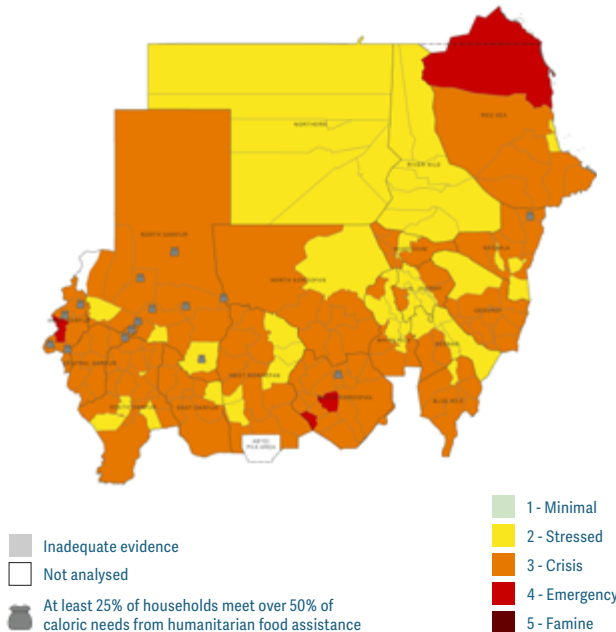 RED SEA
NORTHERN
RIVER NILE
NORTH DARFUR
KASSALA
NORTH KORDOFAN
GEDAREF
WHITE NILE
SENNAR
CENTRAL DARFUR
WEST KORDOFAN
SOUTH KORDOFAN
BLUE NILE
SOUTH DARFUR
EAST DARFUR
ABYEI
PCA AREA
1 - Minimal
2 - Stressed
3 - Crisis
4 - Emergency
5 - Famine
Inadequate evidence
Not analysed
At least 25% of households meet over 50% of
caloric needs from humanitarian food assistance